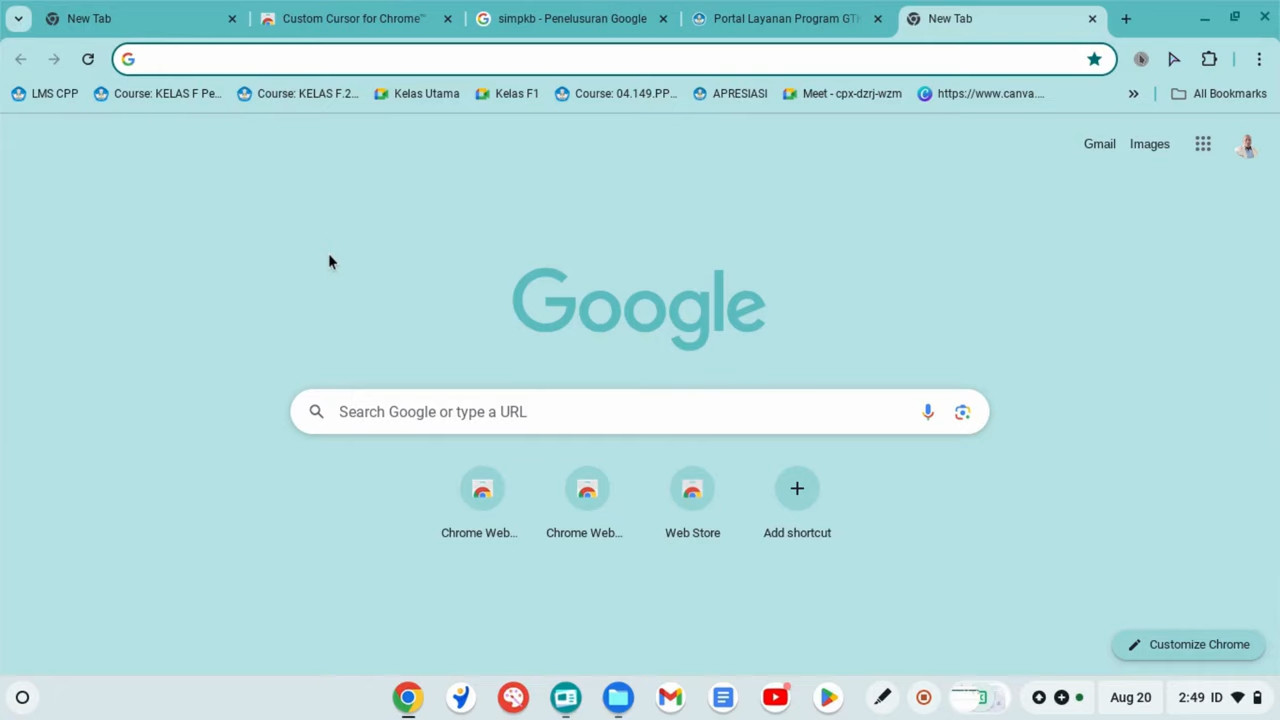 New Tab
Custom Cursor for Chrome™
simpkb - Penelusuran Google
Portal Layanan Program GTK
New Tab
LMS CPP
Course: KELAS F Pe...
Course: KELAS F.2...
Kelas Utama
Kelas F1
Course: 04.149.PP...
APRESIASI
Meet - cpx-dzrj-wzm
https://www.canva....
All Bookmarks
Gmail
Images
Google
Search Google or type a URL
Chrome Web...
Chrome Web...
Web Store
Add shortcut
Customize Chrome
Aug 20
2:49 ID